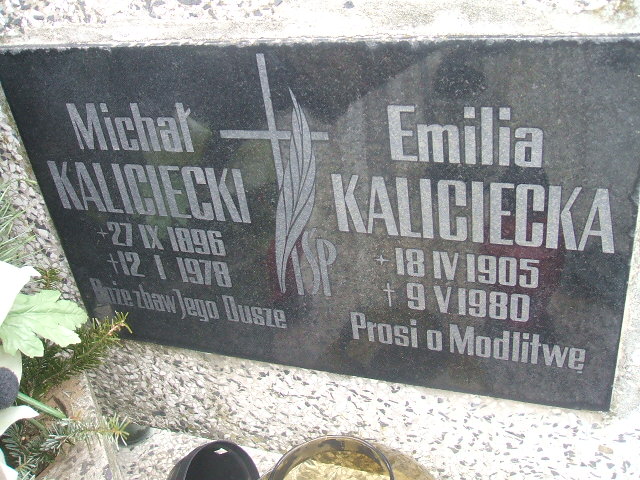 Michał
KALICIECKI
* 27 IX 1896
+ 12 I 1978
Boże zbaw Jego Dusze
ŚP
Emilia
KALICIECKA
* 18 IV 1905
+ 9 V 1980
Prosi o Modlitwę